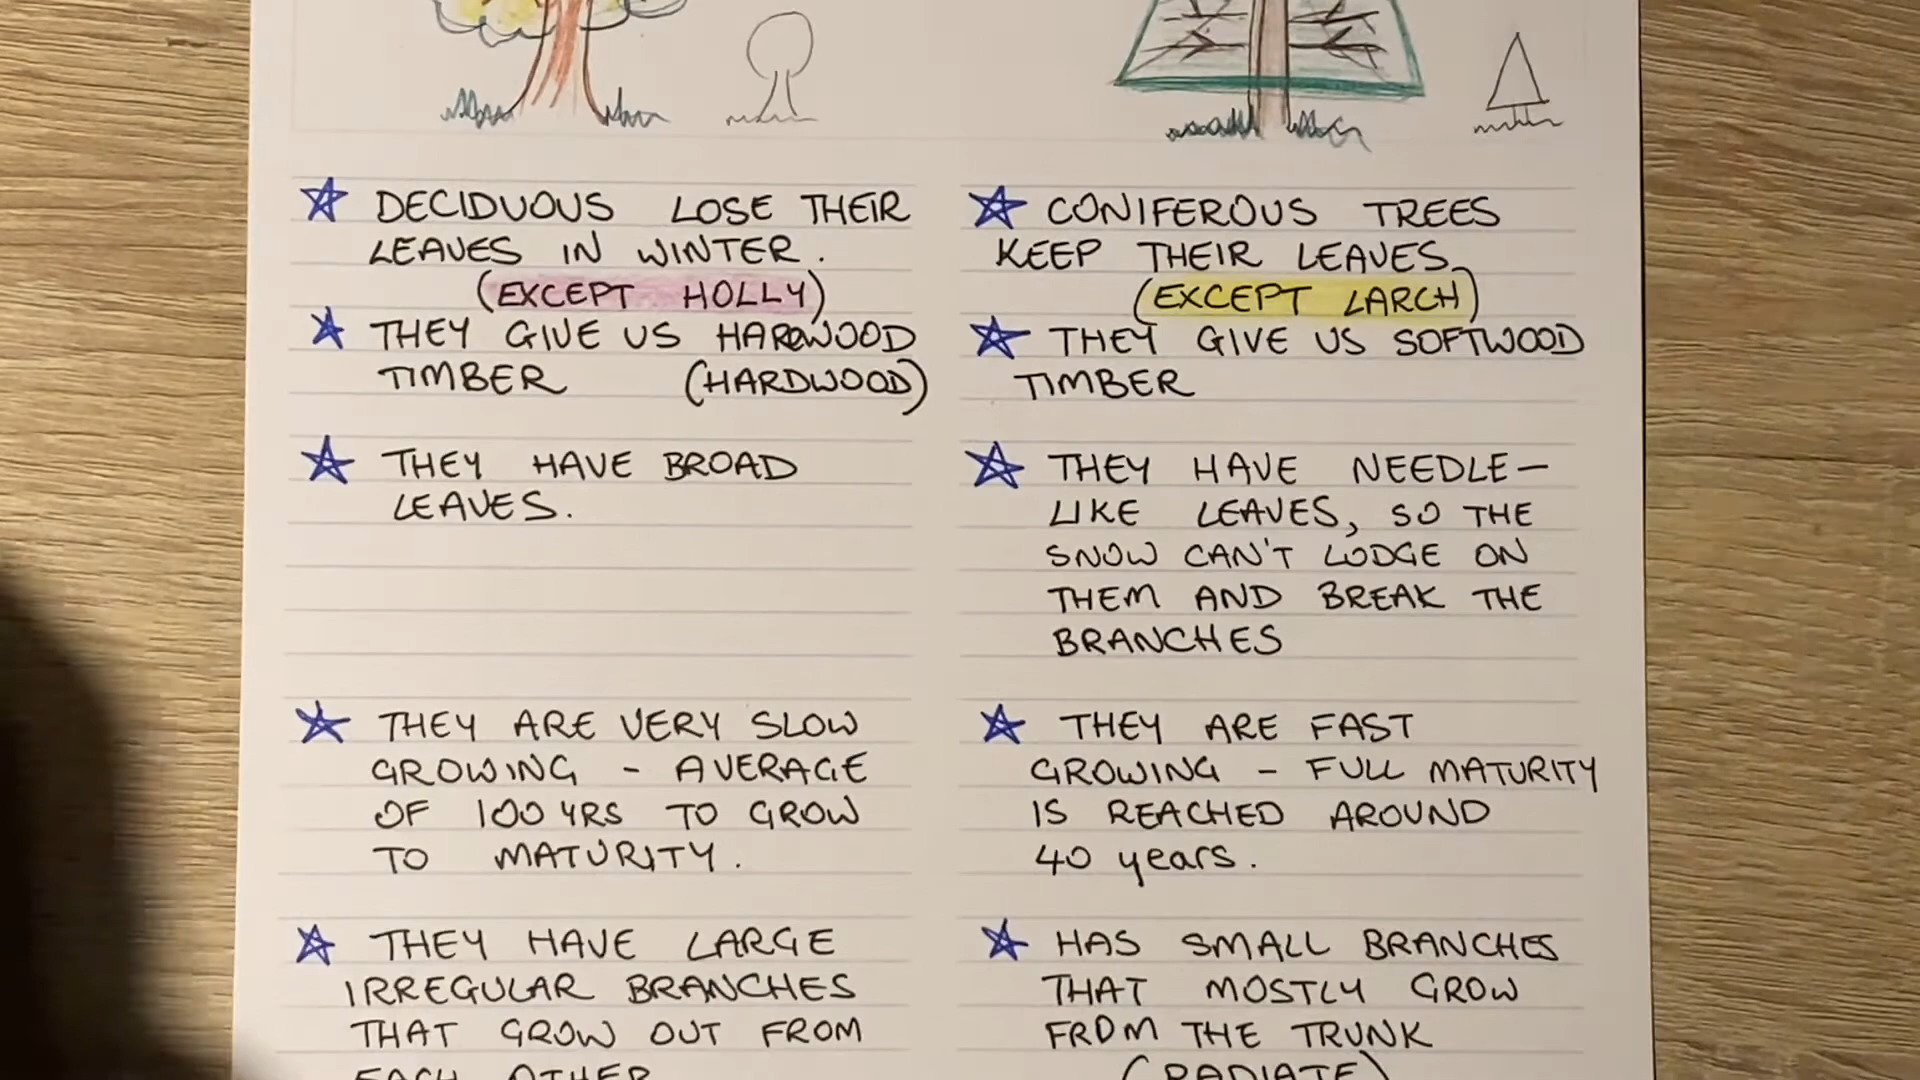 DECIDUOUS LOSE THEIR
LEAVES IN WINTER.
(EXCEPT HOLLY)
THEY GIVE US HARDWOOD
TIMBER (HARDWOOD)
THEY HAVE BROAD
LEAVES.
THEY ARE VERY SLOW
GROWING - AVERAGE
OF 100 YRS TO GROW
TO MATURITY.
THEY HAVE LARGE
IRREGULAR BRANCHES
THAT GROW OUT FROM
EACH OTHER
CONIFEROUS TREES
KEEP THEIR LEAVES
(EXCEPT LARCH)
THEY GIVE US SOFTWOOD
TIMBER
THEY HAVE NEEDLE-
LIKE LEAVES, SO THE
SNOW CAN'T LODGE ON
THEM AND BREAK THE
BRANCHES
THEY ARE FAST
GROWING - FULL MATURITY
IS REACHED AROUND
40 years.
HAS SMALL BRANCHES
THAT MOSTLY GROW
FROM THE TRUNK
(RADIATE)